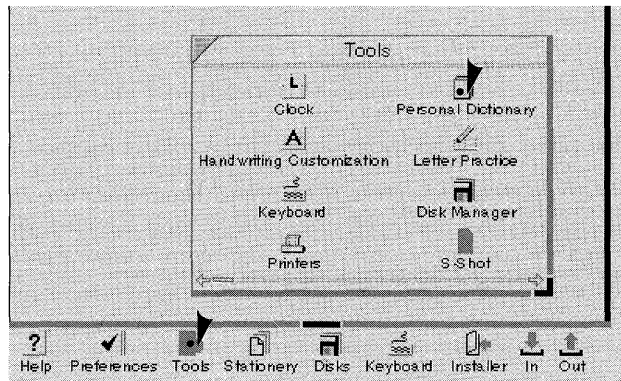 Tools
Clock Personal Dictionary
Handwriting Customization Letter Practice
Keyboard Disk Manager
Printers S-Shot
? Help Preferences Tools Stationery Disks Keyboard Installer In Out